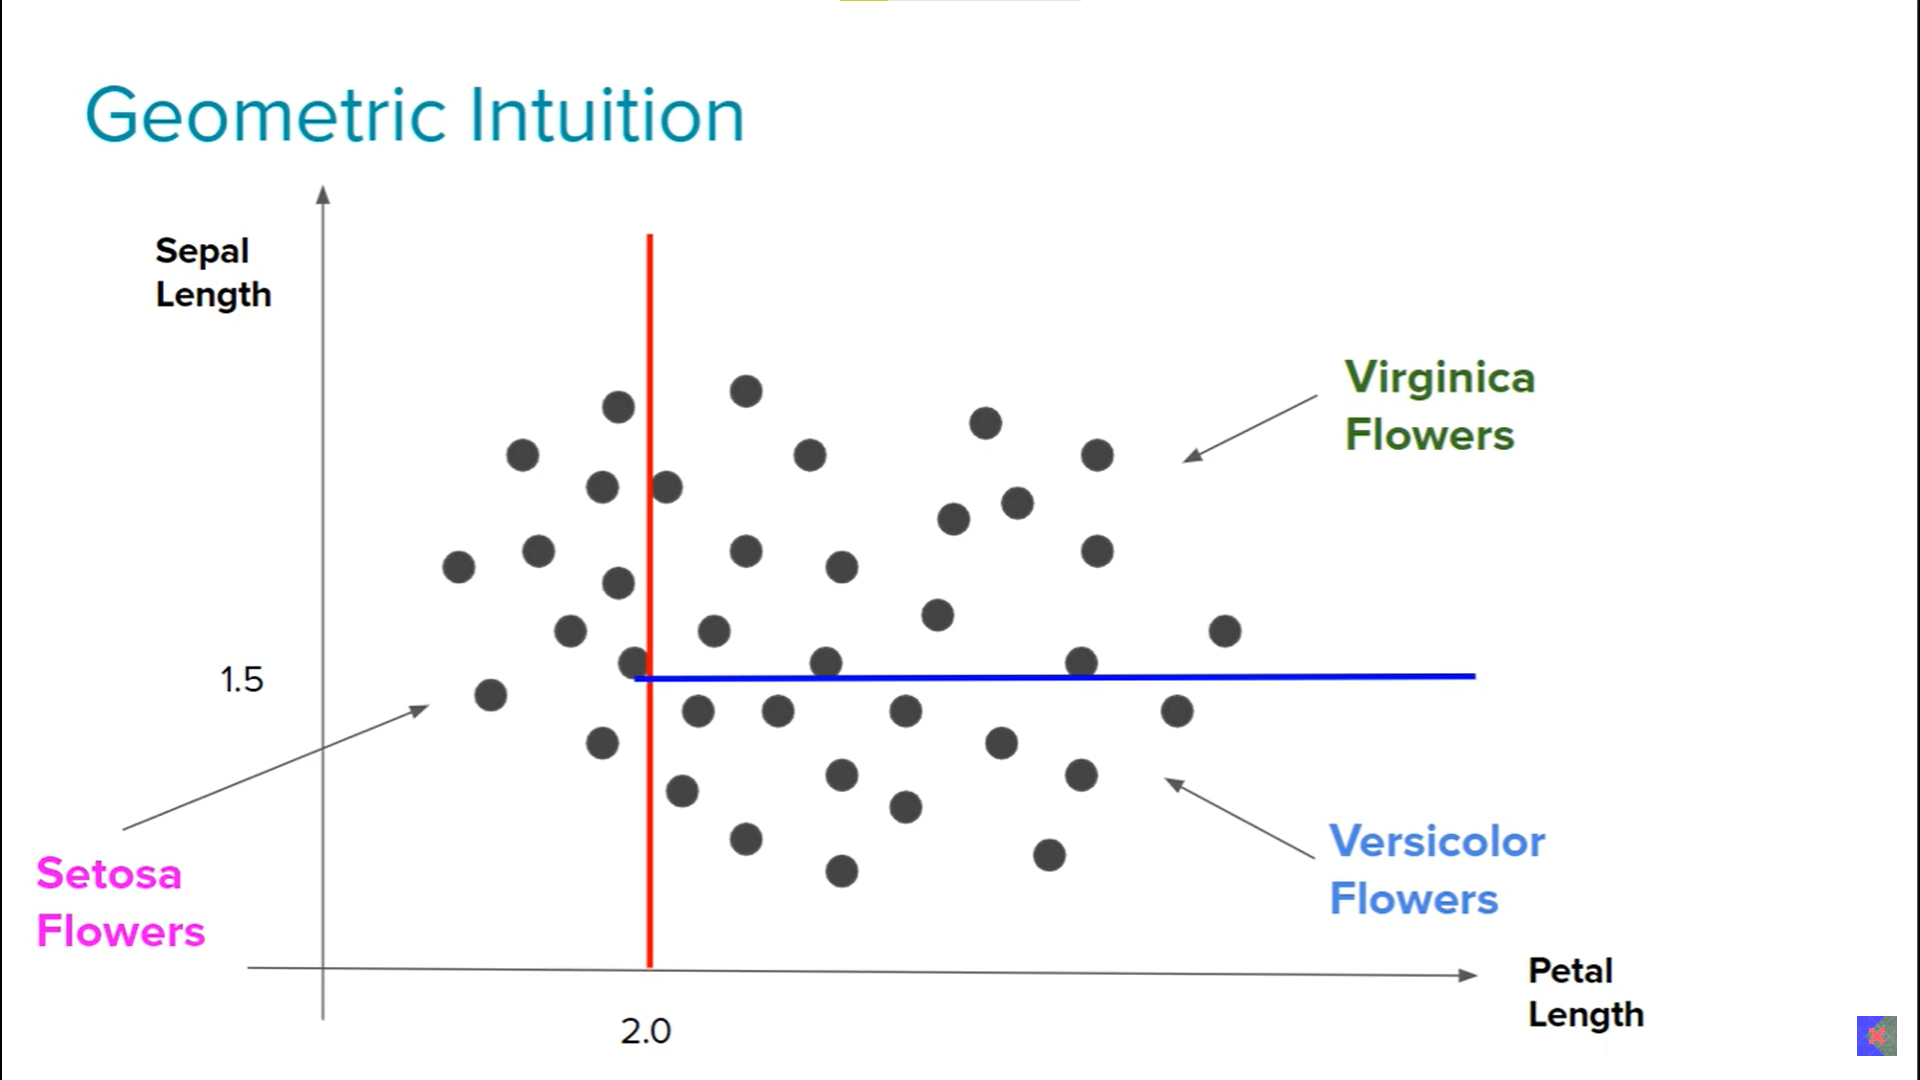 Geometric Intuition
Sepal
Length
Virginica
Flowers
1.5
Setosa
Flowers
Versicolor
Flowers
Petal
Length
2.0